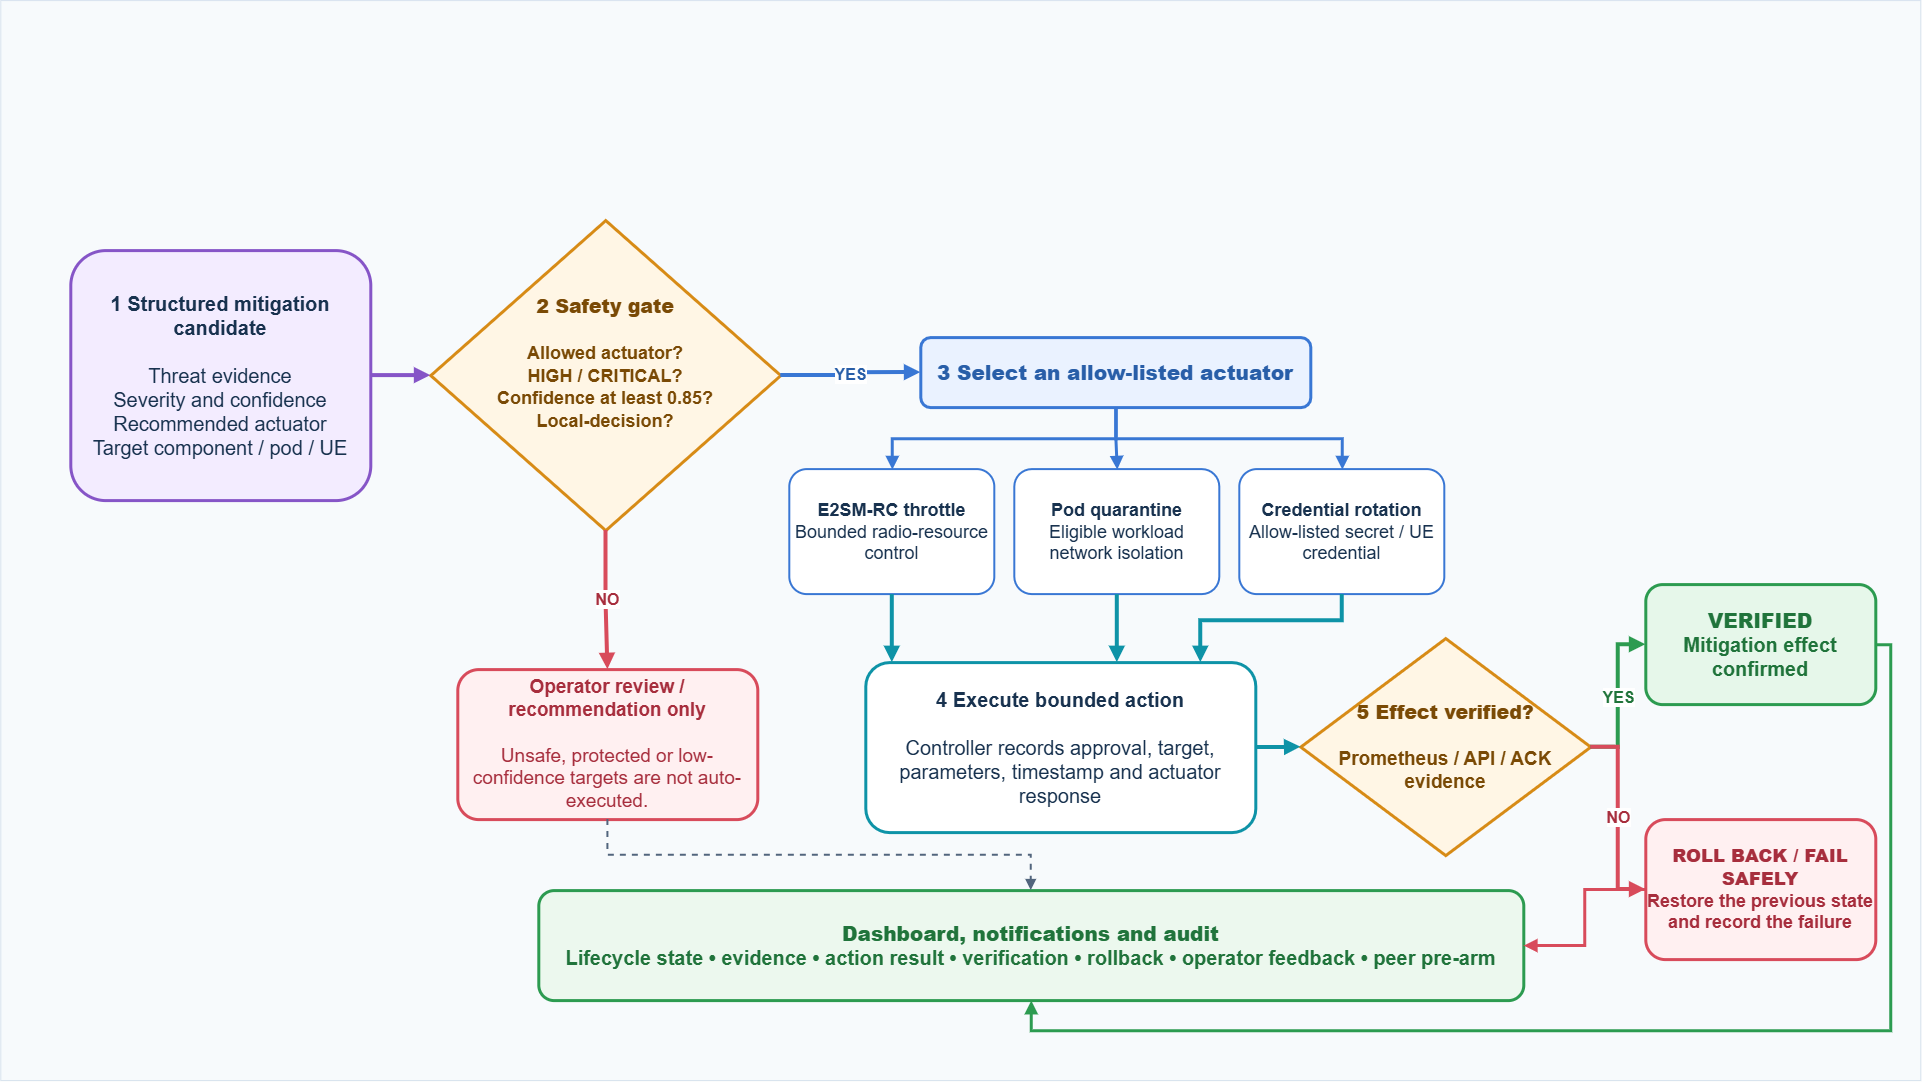 1 Structured mitigation
candidate
Threat evidence
Severity and confidence
Recommended actuator
Target component / pod / UE
2 Safety gate
Allowed actuator?
HIGH / CRITICAL?
Confidence at least 0.85?
Local-decision?
YES
3 Select an allow-listed actuator
E2SM-RC throttle
Bounded radio-resource
control
Pod quarantine
Eligible workload
network isolation
Credential rotation
Allow-listed secret / UE
credential
NO
Operator review /
recommendation only
Unsafe, protected or low-
confidence targets are not auto-
executed.
4 Execute bounded action
Controller records approval, target,
parameters, timestamp and actuator
response
5 Effect verified?
Prometheus / API / ACK
evidence
YES
VERIFIED
Mitigation effect
confirmed
NO
ROLL BACK / FAIL
SAFELY
Restore the previous state
and record the failure
Dashboard, notifications and audit
Lifecycle state • evidence • action result • verification • rollback • operator feedback • peer pre-arm